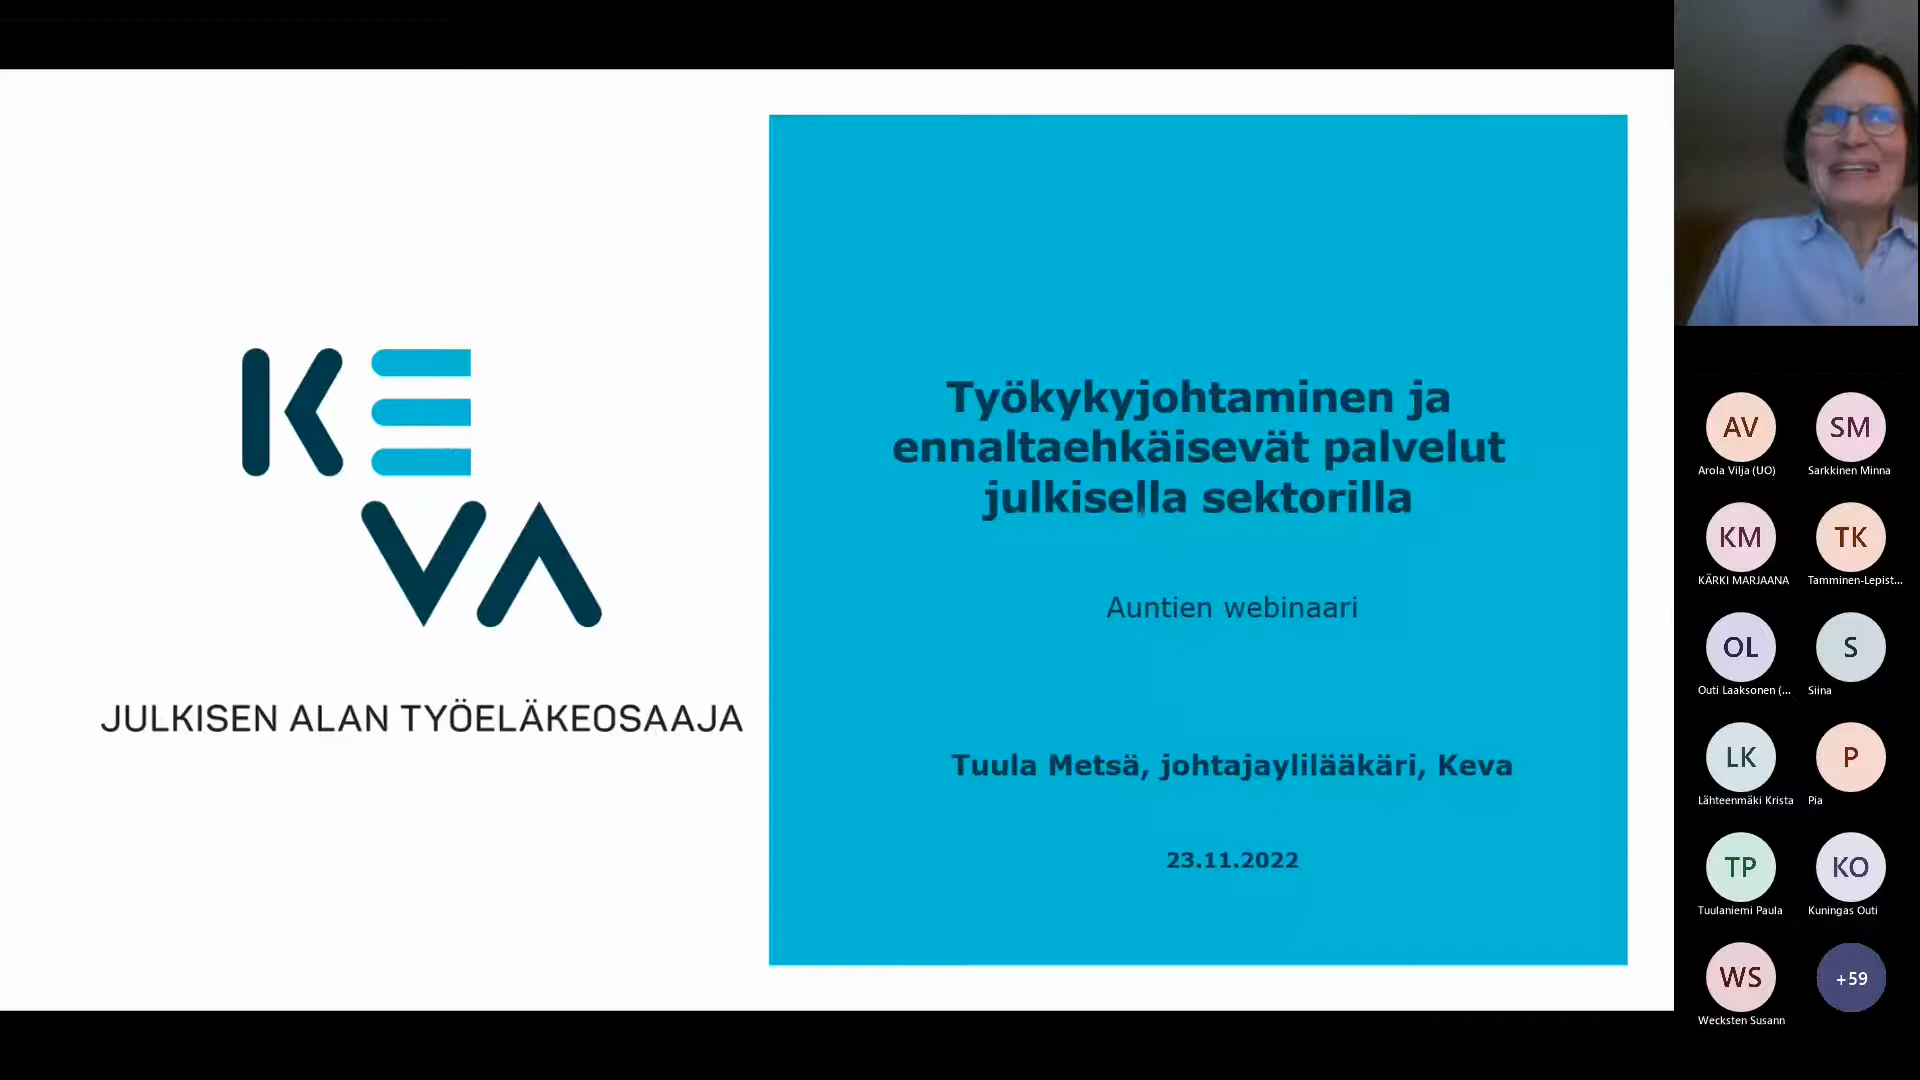 KEVA
JULKISEN ALAN TYÖELÄKEOSAAJA
Työkykyjohtaminen ja
ennaltaehkäisevät palvelut
julkisella sektorilla
Auntien webinaari
Tuula Metsä, johtajaylilääkäri, Keva
23.11.2022
AV
Arola Vilja (UO)
SM
Sarkkinen Minna
KM
KÄRKI MARJAANA
TK
Tamminen-Lepist...
OL
Outi Laaksonen (...
S
Siina
LK
Lähteenmäki Krista
P
Pia
TP
Tuulaniemi Paula
KO
Kuningas Outi
WS
Wecksten Susann
+59